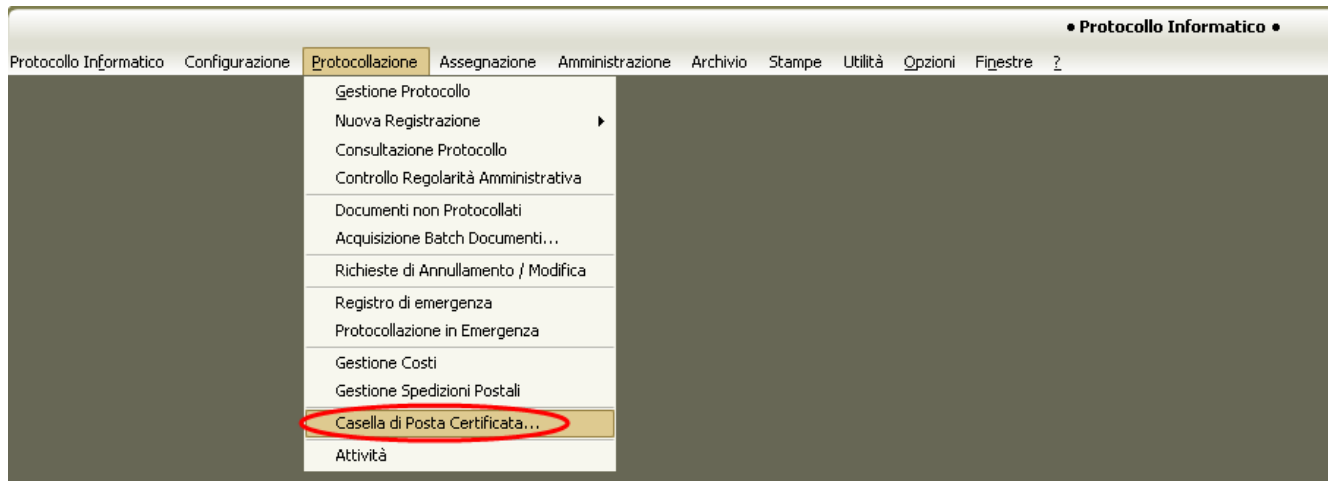 • Protocollo Informatico •
Protocollo Informatico Configurazione Protocollazione Assegnazione Amministrazione Archivio Stampe Utilità Opzioni Finestre ?
Gestione Protocollo
Nuova Registrazione
Consultazione Protocollo
Controllo Regolarità Amministrativa
Documenti non Protocollati
Acquisizione Batch Documenti...
Richieste di Annullamento / Modifica
Registro di emergenza
Protocollazione in Emergenza
Gestione Costi
Gestione Spedizioni Postali
Casella di Posta Certificata...
Attività